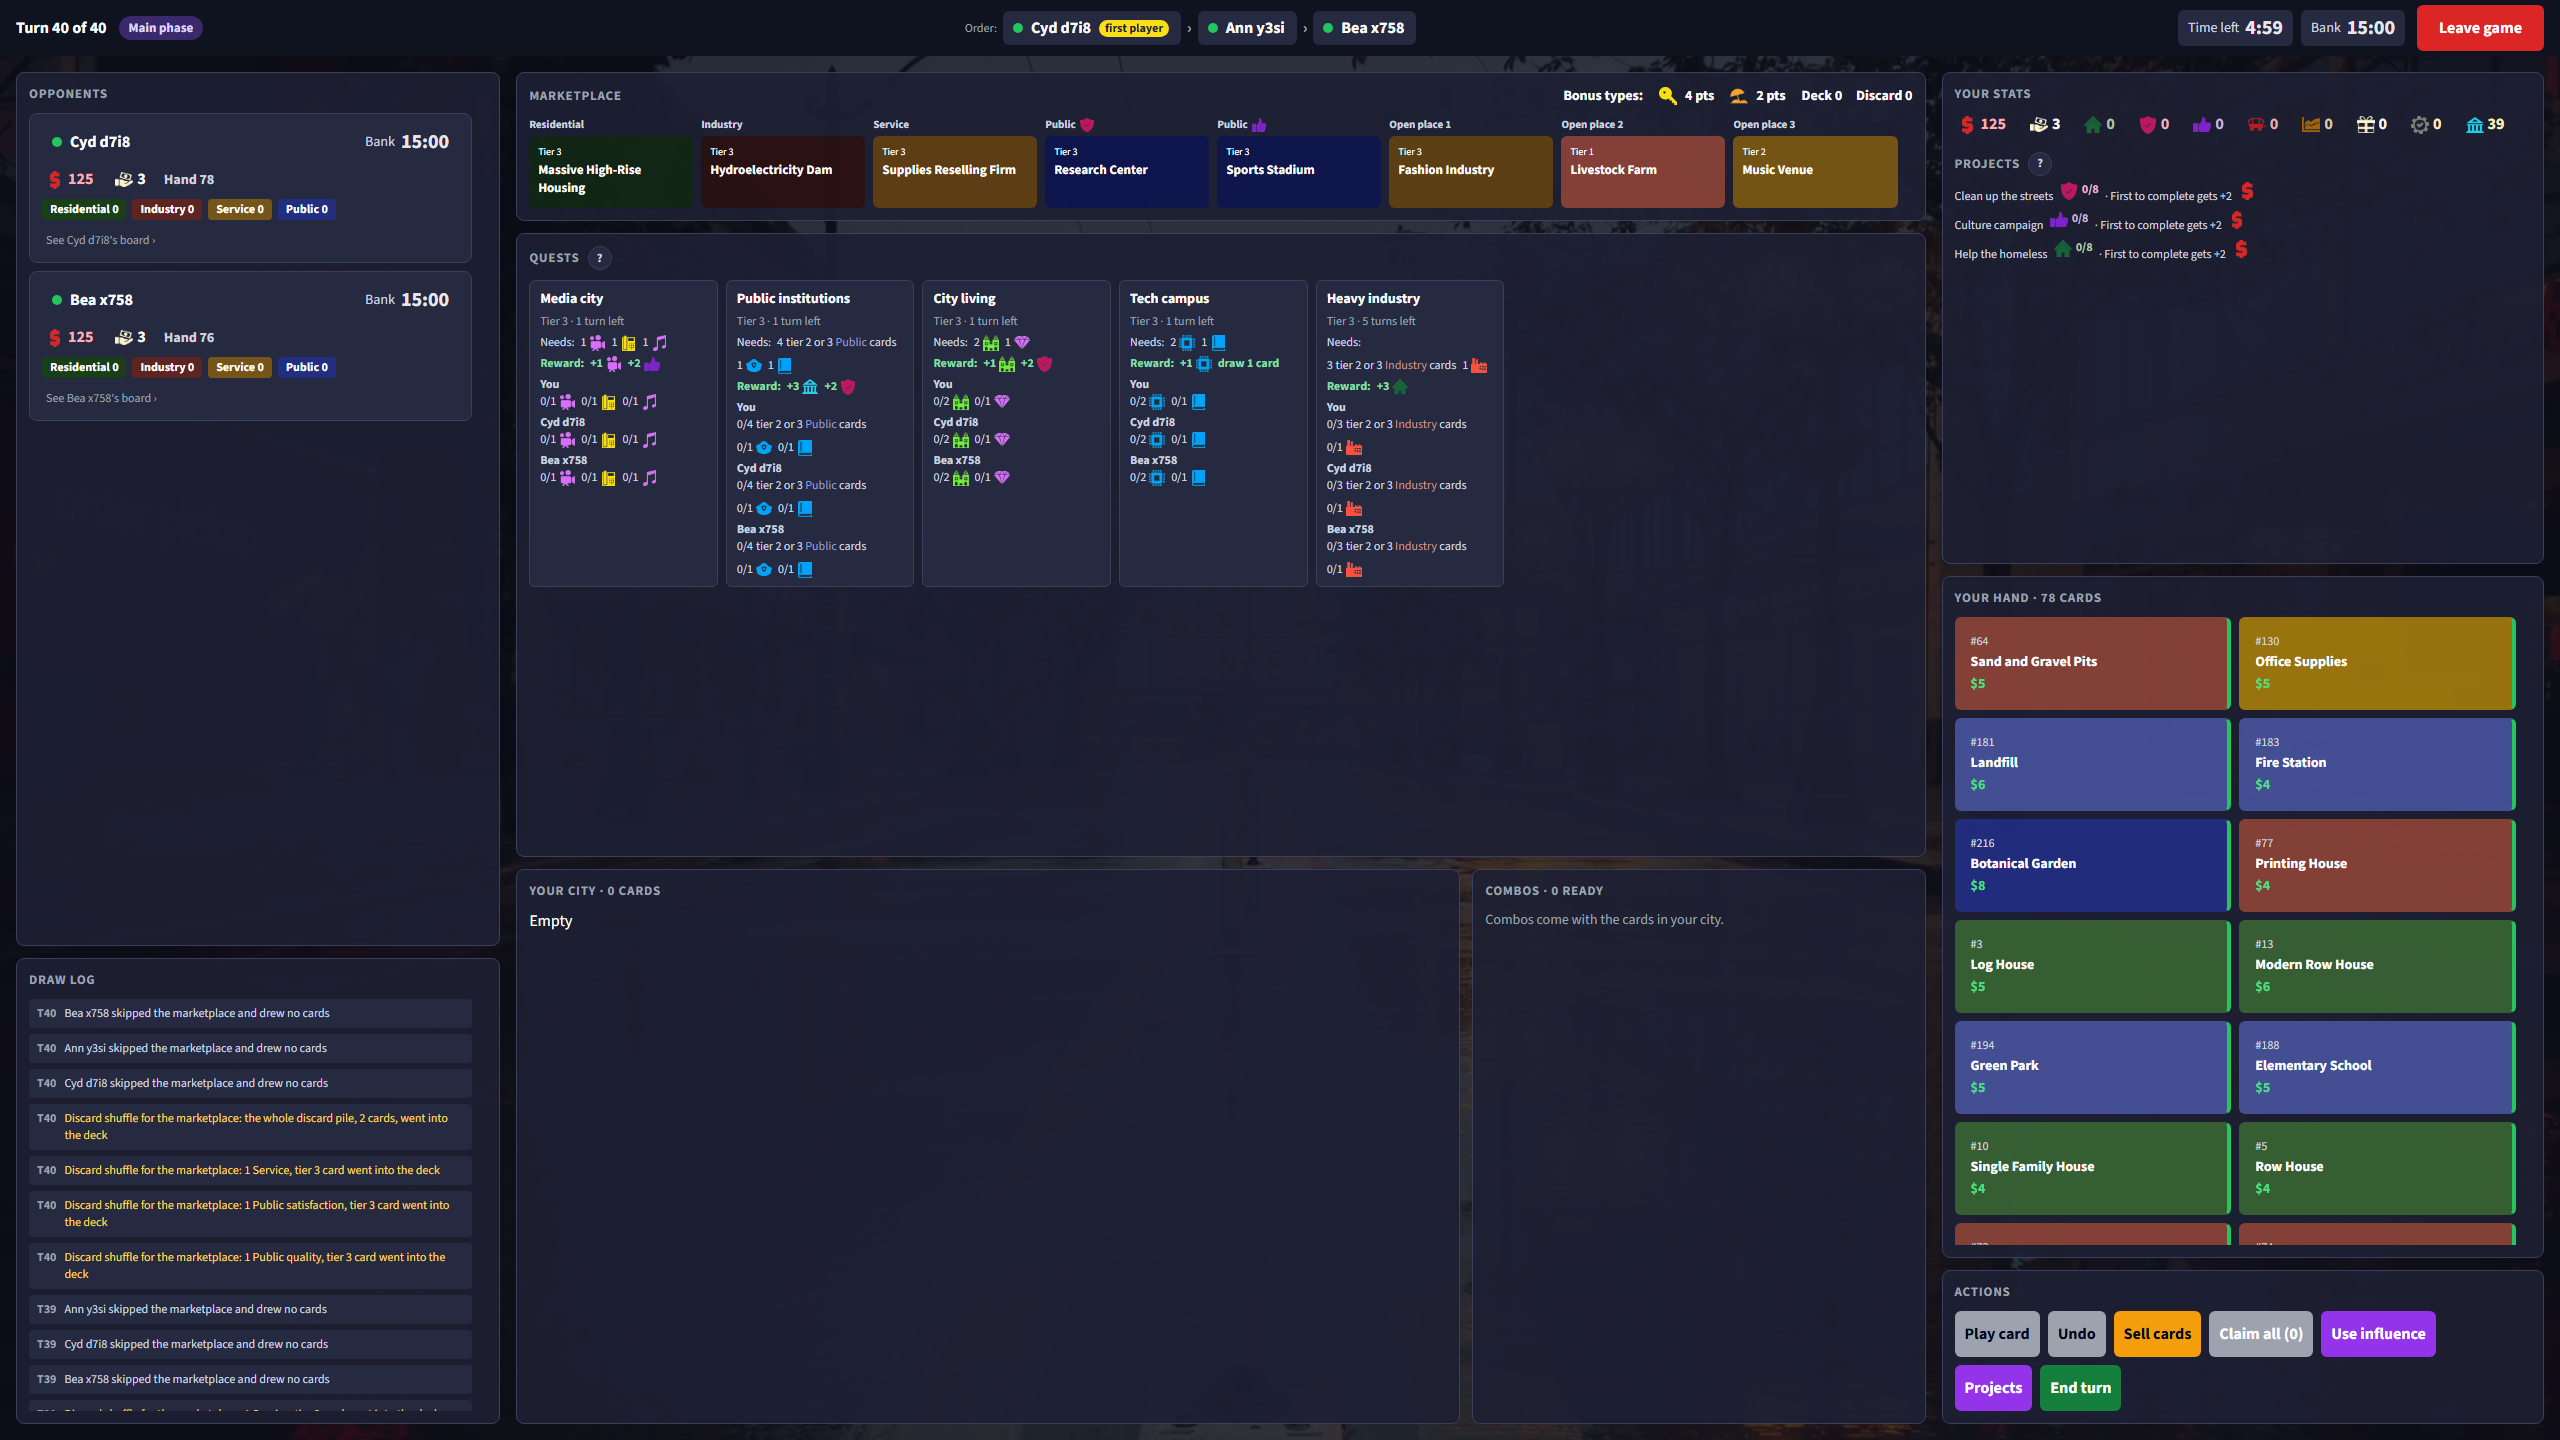 Turn 40 of 40 Main phase
Order: Cyd d7i8 first player › Ann y3si › Bea x758
Time left 4:59 Bank 15:00 Leave game
OPPONENTS
Cyd d7i8 Bank 15:00
125 3 Hand 78
Residential 0 Industry 0 Service 0 Public 0
See Cyd d7i8's board ›
Bea x758 Bank 15:00
125 3 Hand 76
Residential 0 Industry 0 Service 0 Public 0
See Bea x758's board ›
DRAW LOG
T40 Bea x758 skipped the marketplace and drew no cards
T40 Ann y3si skipped the marketplace and drew no cards
T40 Cyd d7i8 skipped the marketplace and drew no cards
T40 Discard shuffle for the marketplace: the whole discard pile, 2 cards, went into
the deck
T40 Discard shuffle for the marketplace: 1 Service, tier 3 card went into the deck
T40 Discard shuffle for the marketplace: 1 Public satisfaction, tier 3 card went into
the deck
T40 Discard shuffle for the marketplace: 1 Public quality, tier 3 card went into the
deck
T39 Ann y3si skipped the marketplace and drew no cards
T39 Cyd d7i8 skipped the marketplace and drew no cards
T39 Bea x758 skipped the marketplace and drew no cards
MARKETPLACE
Bonus types: 4 pts 2 pts Deck 0 Discard 0
Residential
Tier 3
Massive High-Rise
Housing
Industry
Tier 3
Hydroelectricity Dam
Service
Tier 3
Supplies Reselling Firm
Public
Tier 3
Research Center
Public
Tier 3
Sports Stadium
Open place 1
Tier 3
Fashion Industry
Open place 2
Tier 1
Livestock Farm
Open place 3
Tier 2
Music Venue
QUESTS ?
Media city
Tier 3 · 1 turn left
Needs: 1 1 1
Reward: +1 +2
You
0/1 0/1 0/1
Cyd d7i8
0/1 0/1 0/1
Bea x758
0/1 0/1 0/1
Public institutions
Tier 3 · 1 turn left
Needs: 4 tier 2 or 3 Public cards
1 1
Reward: +3 +2
You
0/4 tier 2 or 3 Public cards
0/1 0/1
Cyd d7i8
0/4 tier 2 or 3 Public cards
0/1 0/1
Bea x758
0/4 tier 2 or 3 Public cards
0/1 0/1
City living
Tier 3 · 1 turn left
Needs: 2 1
Reward: +1 +2
You
0/2 0/1
Cyd d7i8
0/2 0/1
Bea x758
0/2 0/1
Tech campus
Tier 3 · 1 turn left
Needs: 2 1
Reward: +1 draw 1 card
You
0/2 0/1
Cyd d7i8
0/2 0/1
Bea x758
0/2 0/1
Heavy industry
Tier 3 · 5 turns left
Needs:
3 tier 2 or 3 Industry cards 1
Reward: +3
You
0/3 tier 2 or 3 Industry cards
0/1
Cyd d7i8
0/3 tier 2 or 3 Industry cards
0/1
Bea x758
0/3 tier 2 or 3 Industry cards
0/1
YOUR CITY · 0 CARDS
Empty
COMBOS · 0 READY
Combos come with the cards in your city.
YOUR STATS
125 3 0 0 0 0 0 0 0 39
PROJECTS ?
Clean up the streets 0/8 · First to complete gets +2
Culture campaign 0/8 · First to complete gets +2
Help the homeless 0/8 · First to complete gets +2
YOUR HAND · 78 CARDS
#64
Sand and Gravel Pits
$5
#130
Office Supplies
$5
#181
Landfill
$6
#183
Fire Station
$4
#216
Botanical Garden
$8
#77
Printing House
$4
#3
Log House
$5
#13
Modern Row House
$6
#194
Green Park
$5
#188
Elementary School
$5
#10
Single Family House
$4
#5
Row House
$4
ACTIONS
Play card Undo Sell cards Claim all (0) Use influence
Projects End turn